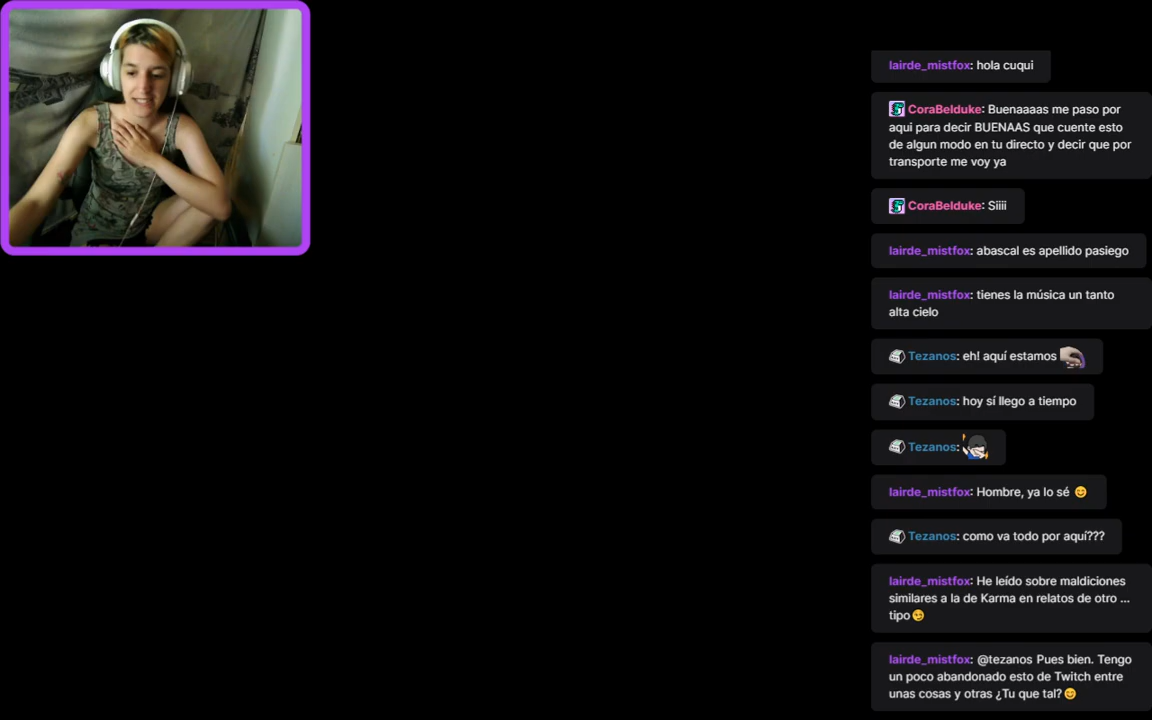 lairde_mistfox: hola cuqui
CoraBelduke: Buenaaaas me paso por
aqui para decir BUENAAS que cuente esto
de algun modo en tu directo y decir que por
transporte me voy ya
CoraBelduke: Siiii
lairde_mistfox: abascal es apellido pasiego
lairde_mistfox: tienes la música un tanto
alta cielo
Tezanos: eh! aquí estamos
Tezanos: hoy sí llego a tiempo
Tezanos:
lairde_mistfox: Hombre, ya lo sé 😊
Tezanos: como va todo por aquí???
lairde_mistfox: He leído sobre maldiciones
similares a la de Karma en relatos de otro ...
tipo😏
lairde_mistfox: @tezanos Pues bien. Tengo
un poco abandonado esto de Twitch entre
unas cosas y otras ¿Tu que tal?😊